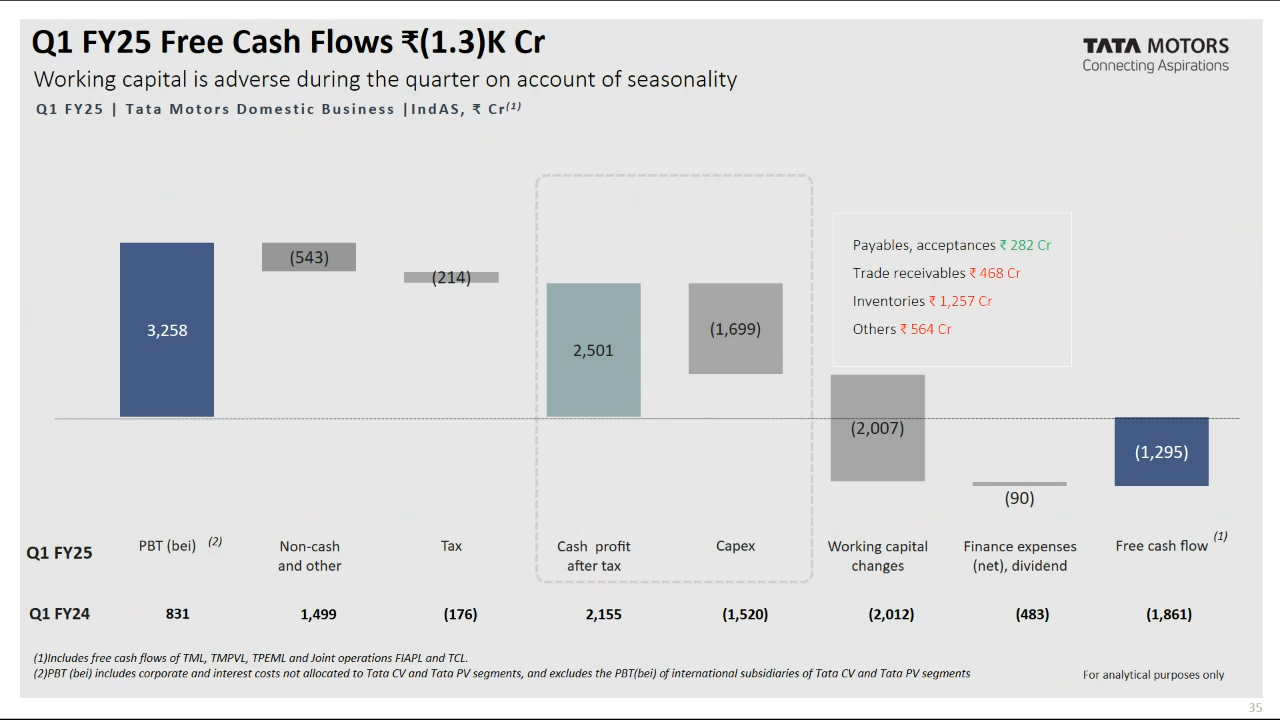 Q1 FY25 Free Cash Flows ₹(1.3)K Cr
TATA MOTORS
Connecting Aspirations
Working capital is adverse during the quarter on account of seasonality
Q1 FY25 | Tata Motors Domestic Business |IndAS, ₹ Cr(1)
3,258
(543)
(214)
2,501
(1,699)
Payables, acceptances ₹ 282 Cr
Trade receivables ₹ 468 Cr
Inventories ₹ 1,257 Cr
Others ₹ 564 Cr
(2,007)
(90)
(1,295)
Q1 FY25
PBT (bei) (2)
Non-cash
and other
Tax
Cash profit
after tax
Capex
Working capital
changes
Finance expenses
(net), dividend
Free cash flow (1)
Q1 FY24 831 1,499 (176) 2,155 (1,520) (2,012) (483) (1,861)
(1)Includes free cash flows of TML, TMPVL, TPEML and Joint operations FIAPL and TCL.
(2)PBT (bei) includes corporate and interest costs not allocated to Tata CV and Tata PV segments, and excludes the PBT(bei) of international subsidiaries of Tata CV and Tata PV segments
For analytical purposes only
35